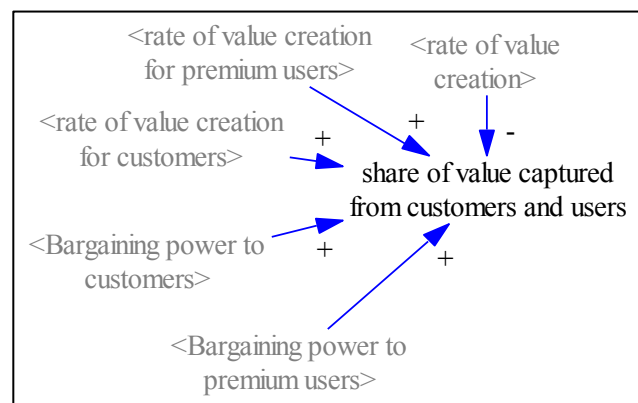 <rate of value creation
for premium users>
<rate of value
creation>
+
<rate of value creation
for customers>
+
-
share of value captured
from customers and users
<Bargaining power to
customers>
+
+
<Bargaining power to
premium users>